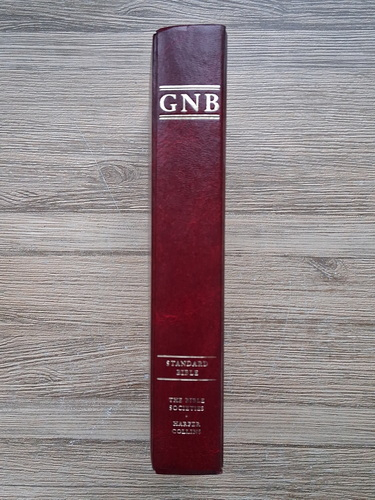 GNB
STANDARD
BIBLE
THE BIBLE
SOCIETIES
•
HARPER
COLLINS